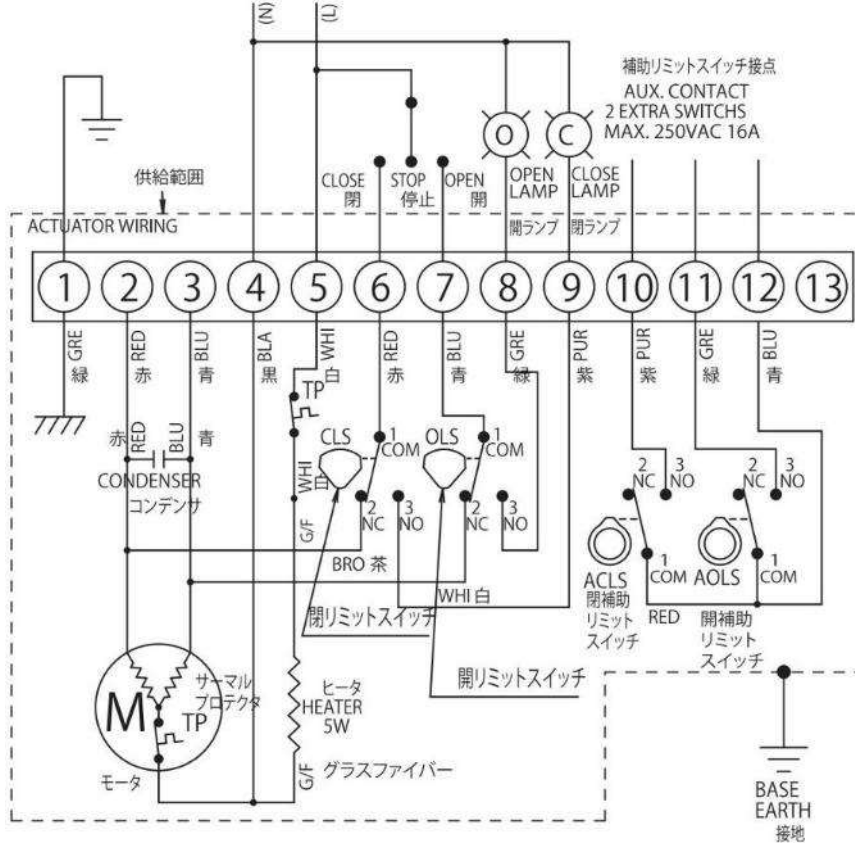 (N)
(L)
補助リミットスイッチ接点
AUX. CONTACT
2 EXTRA SWITCHS
MAX. 250VAC 16A
O
C
供給範囲
CLOSE
閉
STOP
停止
OPEN
開
OPEN
LAMP
CLOSE
LAMP
ACTUATOR WIRING
開ランプ
閉ランプ
1
2
3
4
5
6
7
8
9
10
11
12
13
GRE
緑
RED
赤
BLU
青
BLA
黒
WHI
白
RED
赤
BLU
青
GRE
緑
PUR
紫
PUR
紫
GRE
緑
BLU
青
TP
赤
RED
BLU
青
CONDENSER
コンデンサ
WHI
白
G/F
CLS
1
COM
2
NC
3
NO
OLS
1
COM
2
NC
3
NO
2
NC
3
NO
2
NC
3
NO
BRO 茶
WHI 白
ACLS
閉補助
リミット
スイッチ
1
COM
RED
AOLS
開補助
リミット
スイッチ
1
COM
閉リミットスイッチ
開リミットスイッチ
M
サーマル
プロテクタ
TP
モータ
ヒータ
HEATER
5W
G/F
グラスファイバー
BASE
EARTH
接地